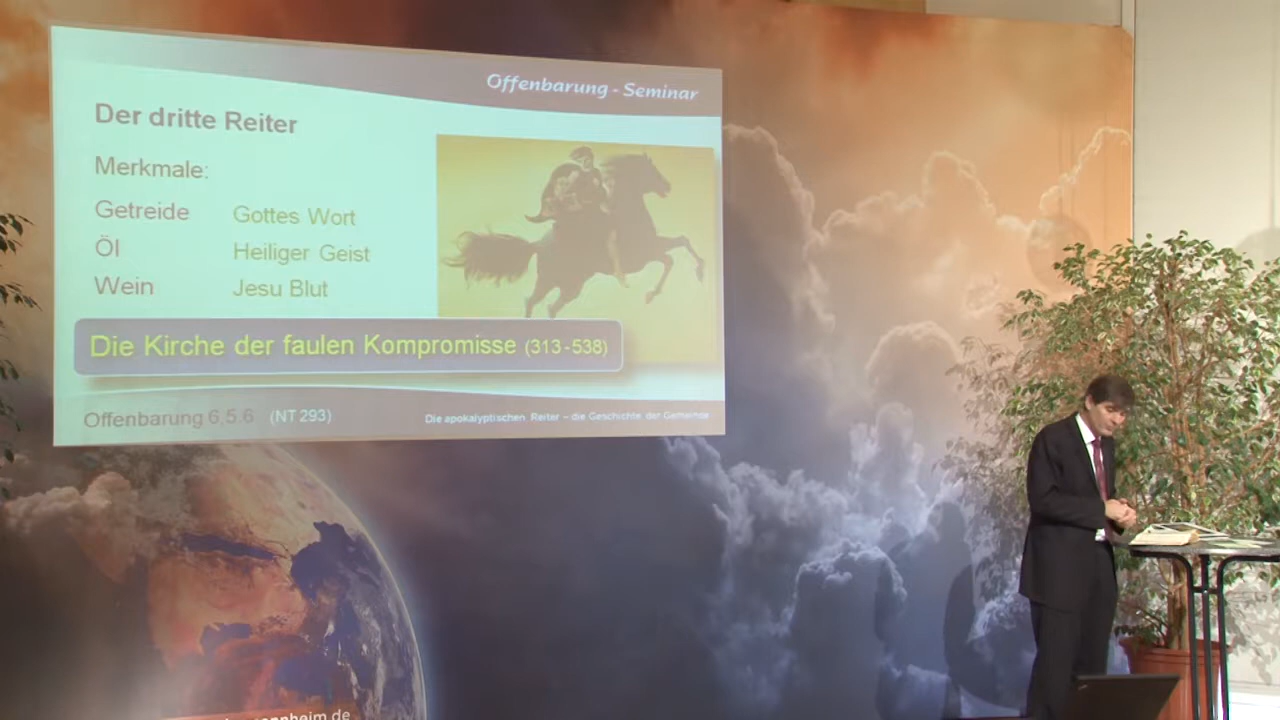 Offenbarung - Seminar
Der dritte Reiter
Merkmale:
Getreide Gottes Wort
Öl Heiliger Geist
Wein Jesu Blut
Die Kirche der faulen Kompromisse (313-538)
Offenbarung 6,5.6 (NT 293)
Die apokalyptischen Reiter – die Geschichte der Gemeinde